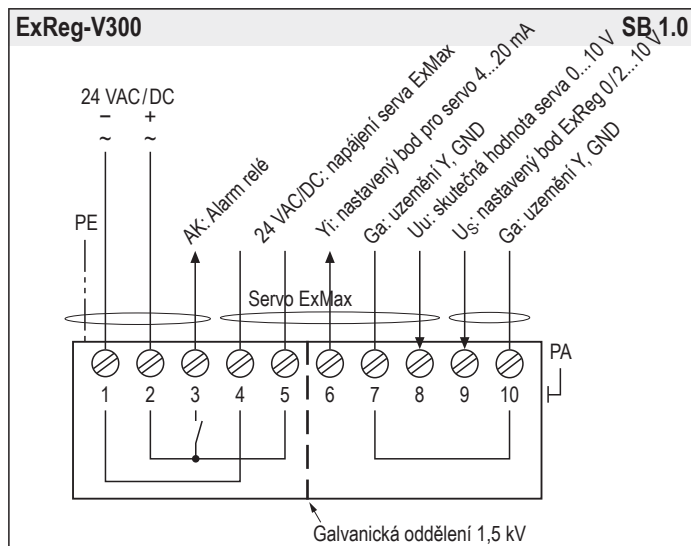 ExReg-V300 SB 1.0
24 VAC/DC
– +
~ ~
PE
AK: Alarm relé
24 VAC/DC: napájení serva ExMax
Yi: nastavený bod pro servo 4...20 mA
Ga: uzemění Y, GND
Uu: skutečná hodnota serva 0...10 V
Us: nastavený bod ExReg 0/2...10 V
Ga: uzemění Y, GND
Servo ExMax
PA
1 2 3 4 5 6 7 8 9 10
Galvanická oddělení 1,5 kV